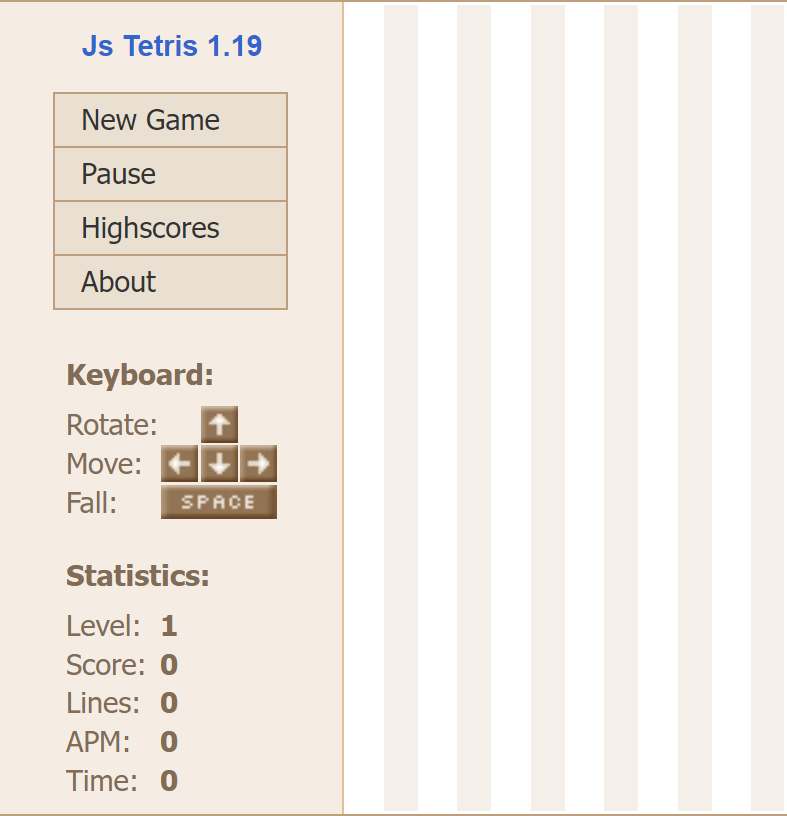 Js Tetris 1.19
New Game
Pause
Highscores
About
Keyboard:
Rotate:
Move:
Fall: SPACE
Statistics:
Level: 1
Score: 0
Lines: 0
APM: 0
Time: 0